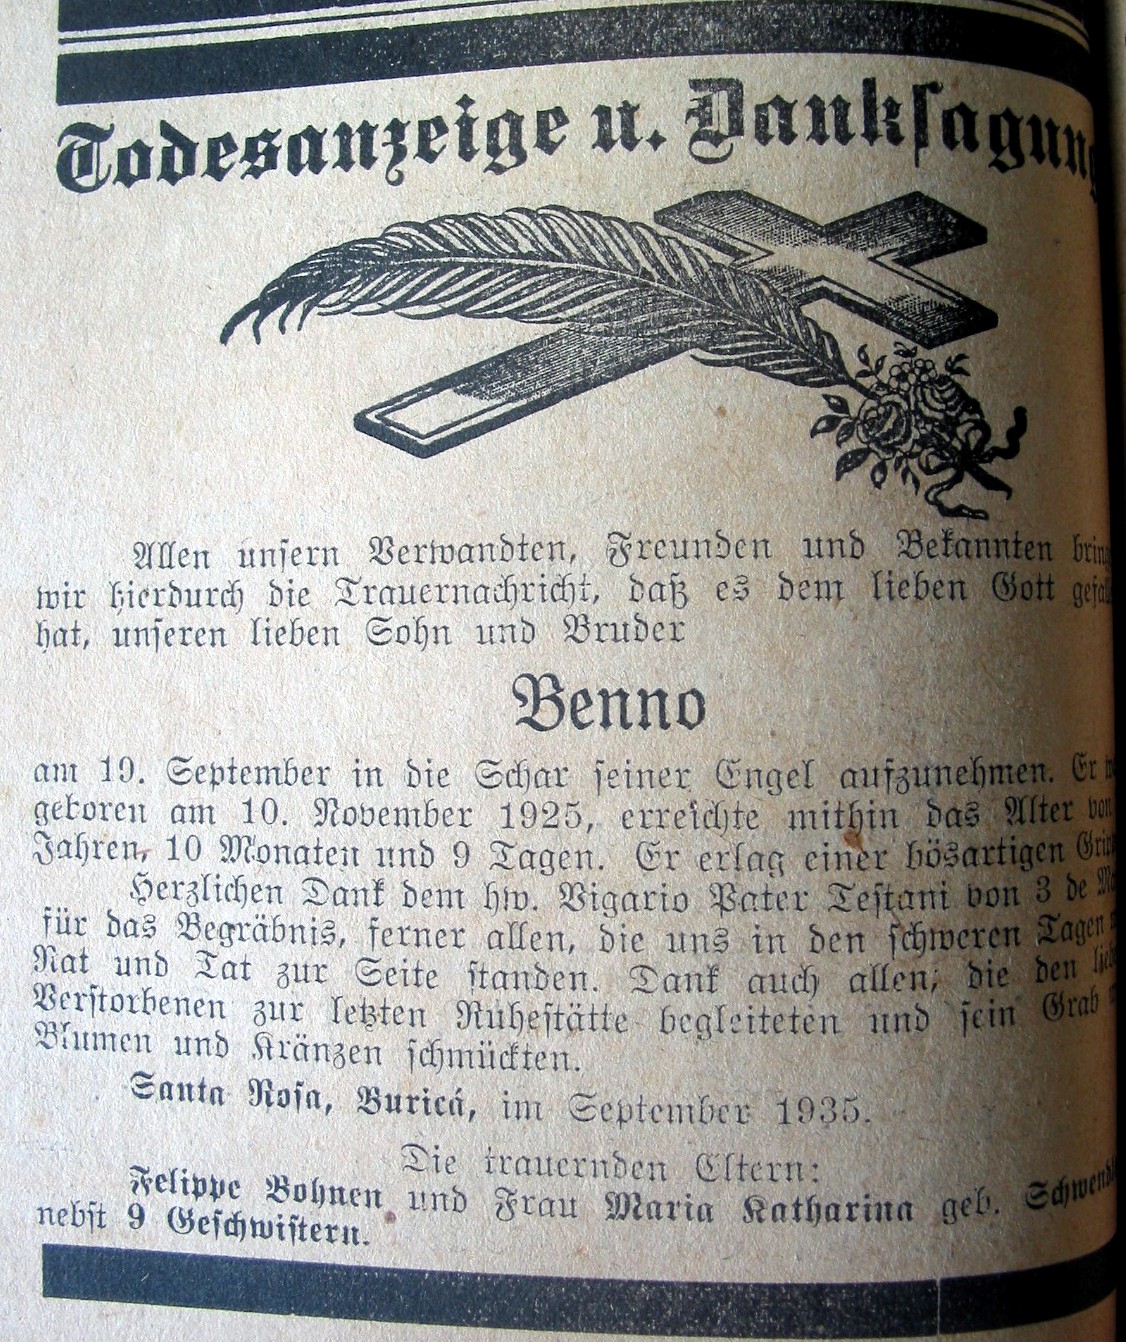 Todesanzeige u. Danksagung
Allen unsern Verwandten, Freunden und Bekannten
wir hierdurch die Trauernachricht, daß es dem lieben Gott
hat, unseren lieben Sohn und Bruder
Benno
am 19. September in die Schar seiner Engel aufzunehmen. Er
geboren am 10. November 1925, erreichte mithin das Alter von
Jahren, 10 Monaten und 9 Tagen. Er erlag einer bösartigen
Herzlichen Dank dem hw. Vigario Pater Testani von 3 de
für das Begräbnis, ferner allen, die uns in den schweren Tagen
Rat und Tat zur Seite standen. Dank auch allen, die den
Verstorbenen zur letzten Ruhestätte begleiteten und sein Grab
Blumen und Kränzen schmückten.
Santa Rosa, Buricá, im September 1935.
Die trauernden Eltern:
Felippe Bohnen und Frau Maria Katharina geb.
nebst 9 Geschwistern.